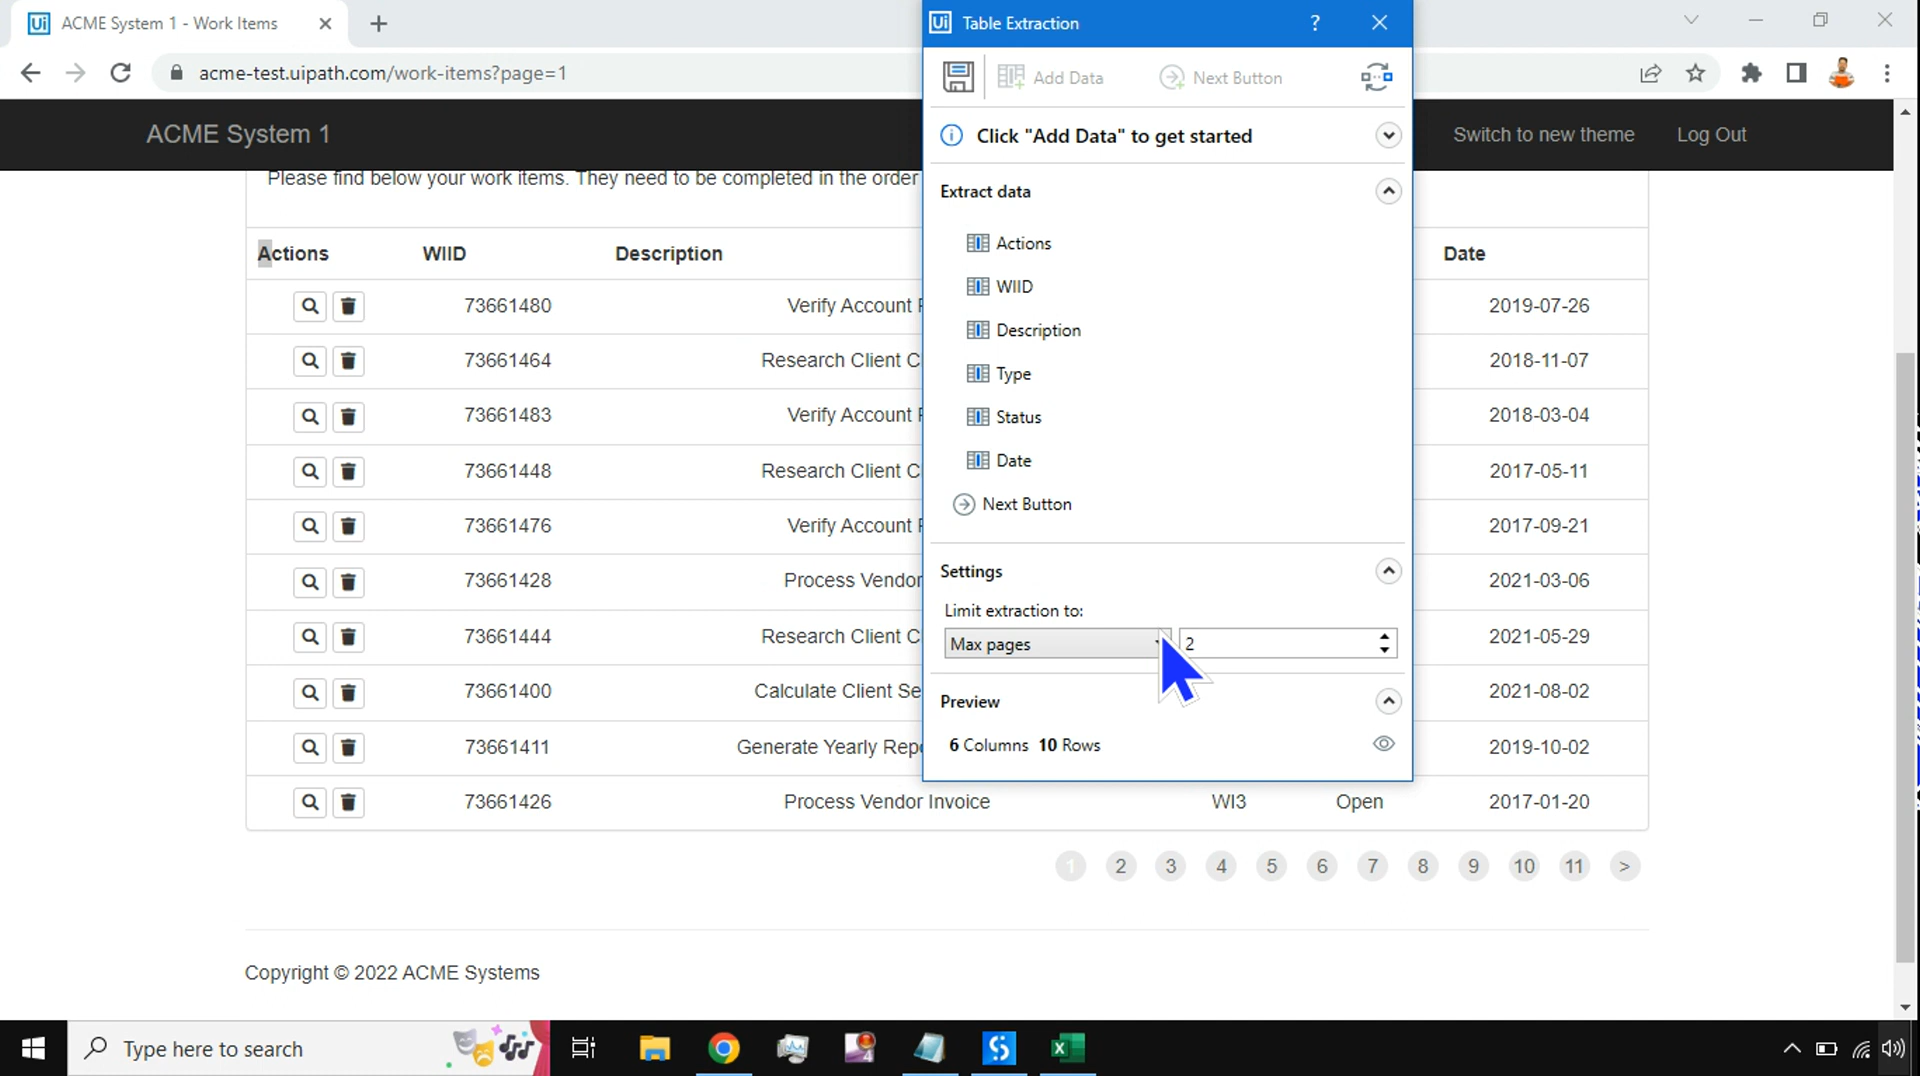 Ui ACME System 1 - Work Items
Ui Table Extraction ?
acme-test.uipath.com/work-items?page=1
Add Data Next Button
ACME System 1
Click "Add Data" to get started
Switch to new theme Log Out
Please find below your work items. They need to be completed in the order
Extract data
Actions WIID Description Date
Actions
WIID
Description
Type
Status
Date
Next Button
73661480 Verify Account 2019-07-26
73661464 Research Client C 2018-11-07
73661483 Verify Account 2018-03-04
73661448 Research Client C 2017-05-11
73661476 Verify Account 2017-09-21
73661428 Process Vendor 2021-03-06
73661444 Research Client C 2021-05-29
73661400 Calculate Client Se 2021-08-02
73661411 Generate Yearly Rep 2019-10-02
73661426 Process Vendor Invoice WI3 Open 2017-01-20
Settings
Limit extraction to:
Max pages 2
Preview
6 Columns 10 Rows
1 2 3 4 5 6 7 8 9 10 11 >
Copyright © 2022 ACME Systems
Type here to search